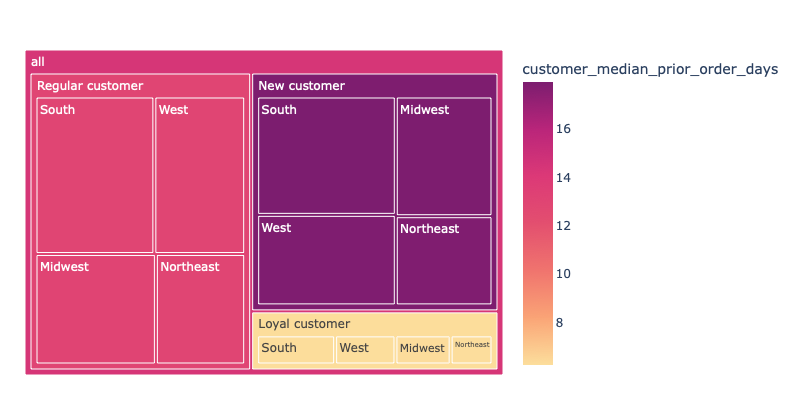 all
Regular customer
South
West
Midwest
Northeast
New customer
South
Midwest
West
Northeast
Loyal customer
South
West
Midwest
Northeast
customer_median_prior_order_days
16
14
12
10
8